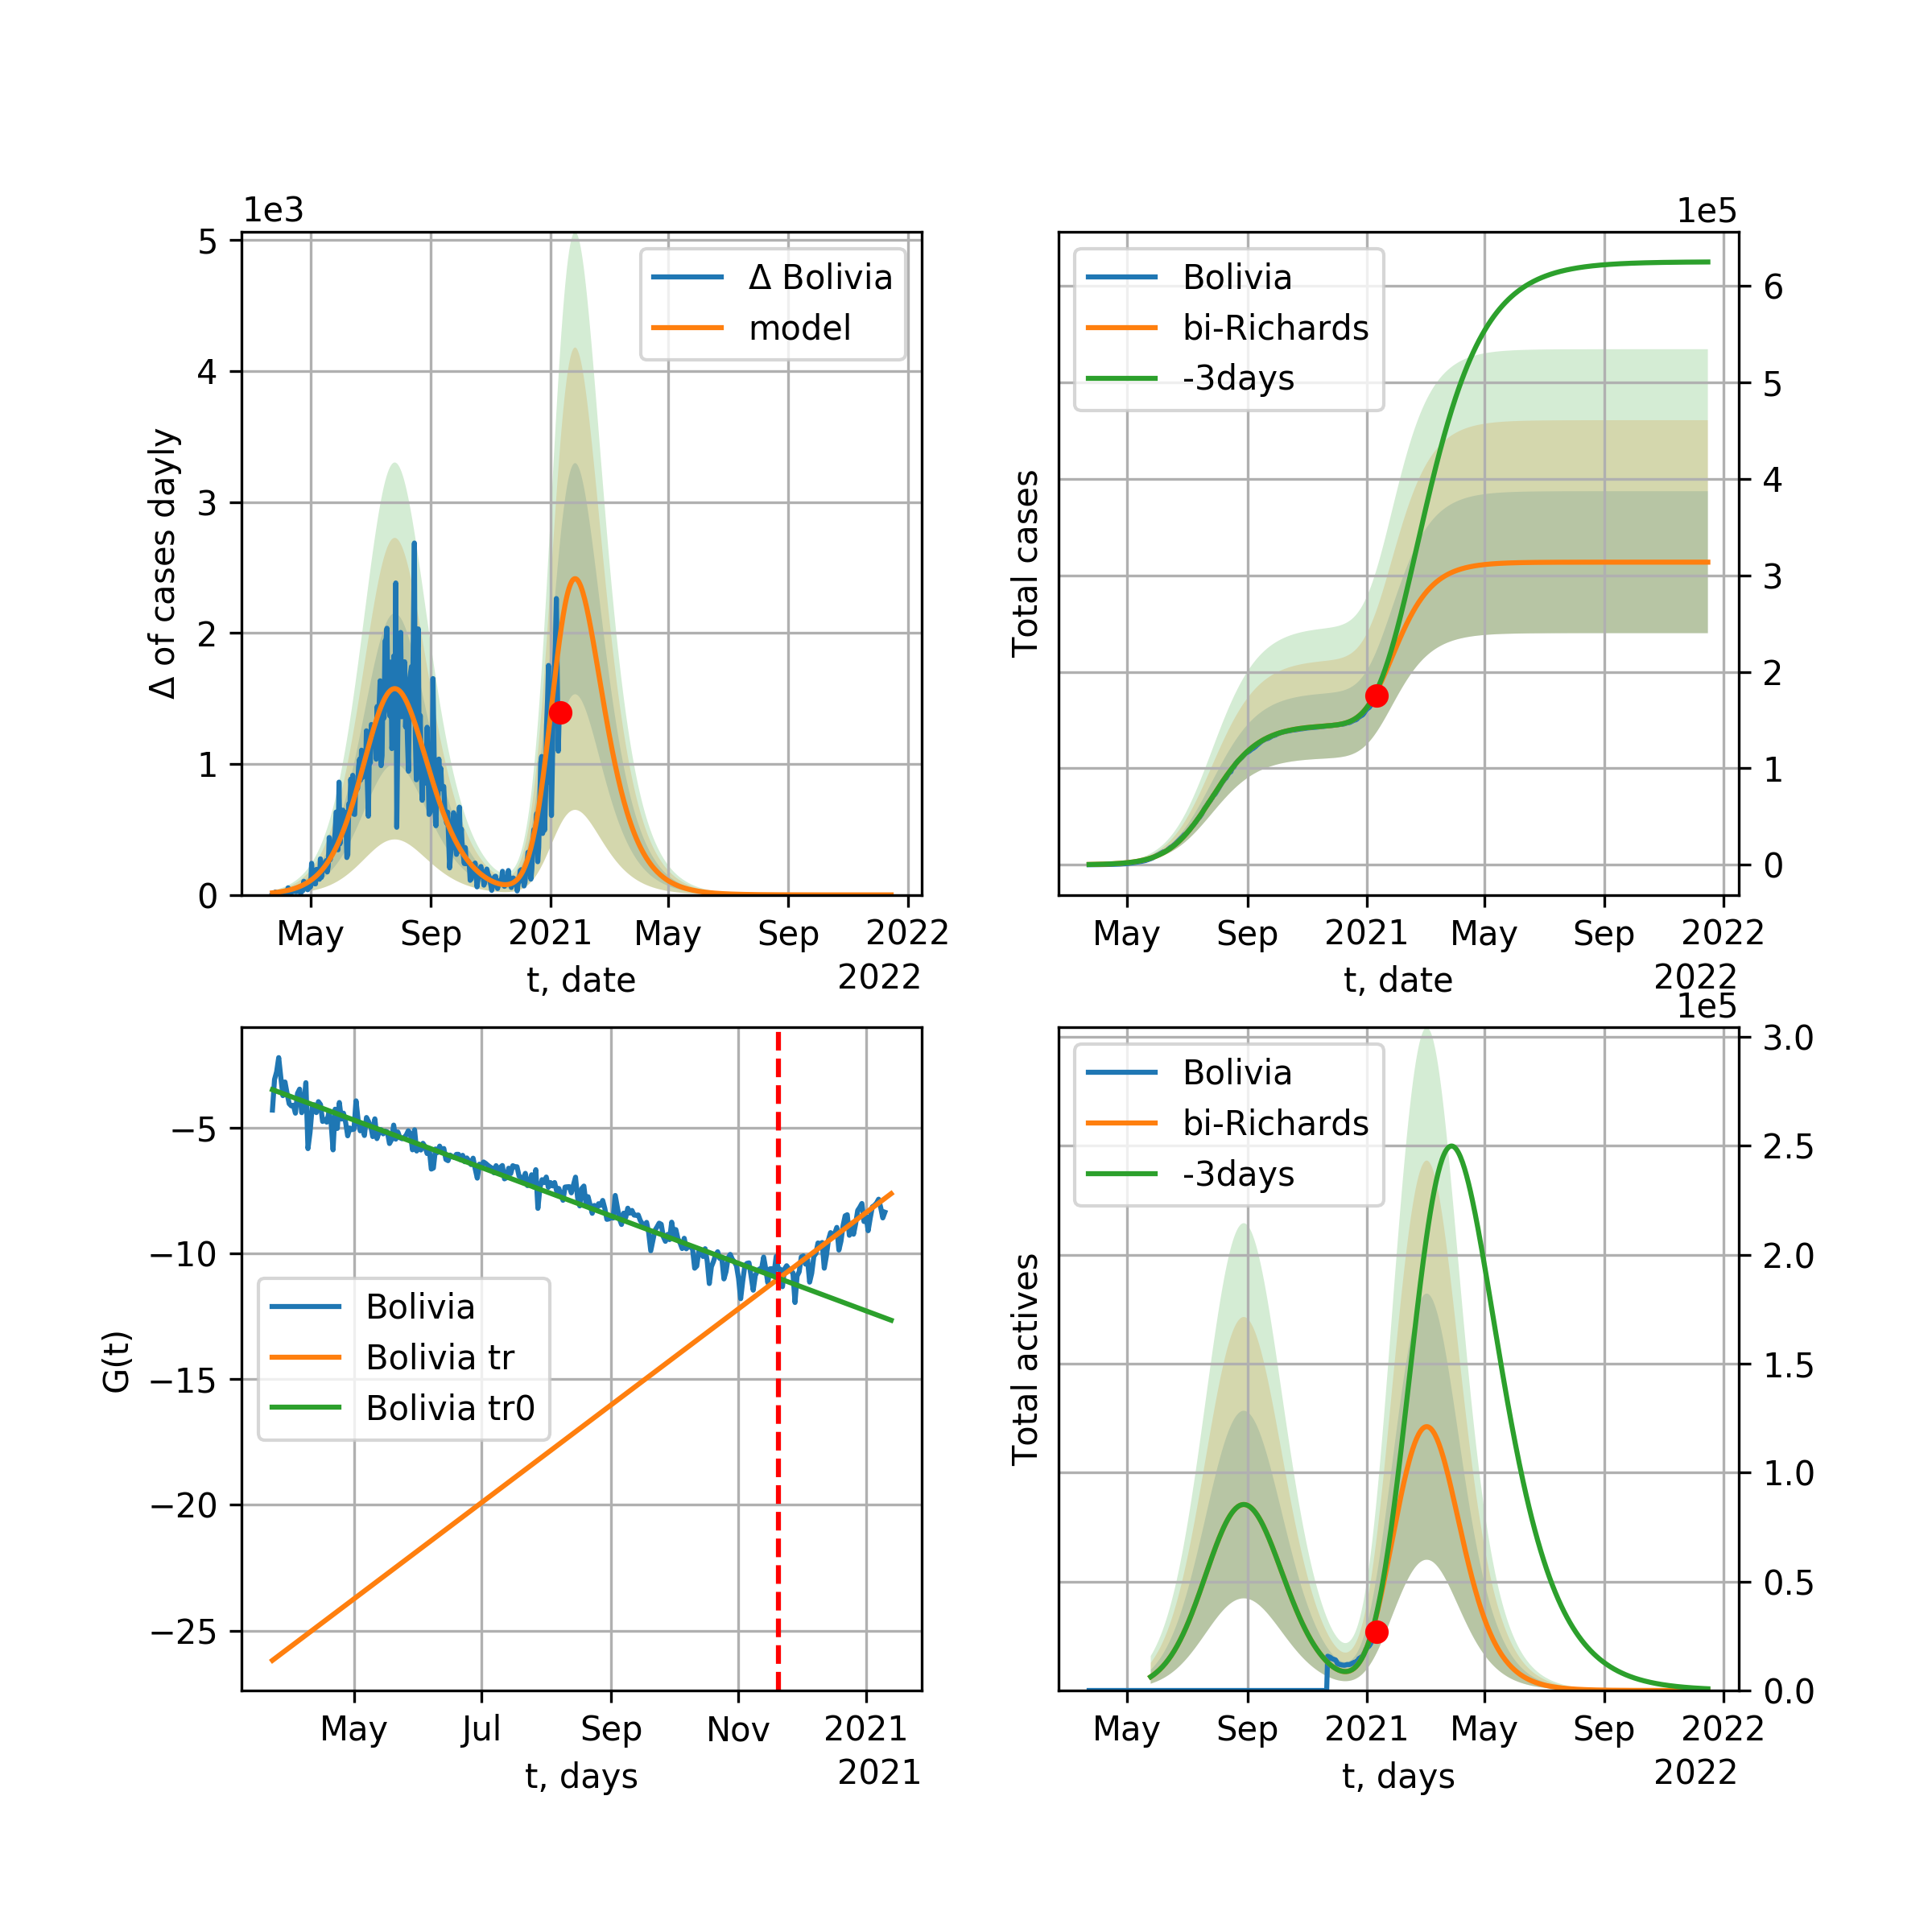 1e3
5
4
3
2
1
0
Δ of cases dayly
Δ Bolivia
model
May Sep 2021 May Sep 2022
t, date
2022
1e5
Bolivia
bi-Richards
-3days
Total cases
6
5
4
3
2
1
0
May Sep 2021 May Sep 2022
t, date
2022
G(t)
−5
−10
−15
−20
−25
Bolivia
Bolivia tr
Bolivia tr0
May Jul Sep Nov 2021
t, days
2021
1e5
Bolivia
bi-Richards
-3days
Total actives
3.0
2.5
2.0
1.5
1.0
0.5
0.0
May Sep 2021 May Sep 2022
t, days
2022